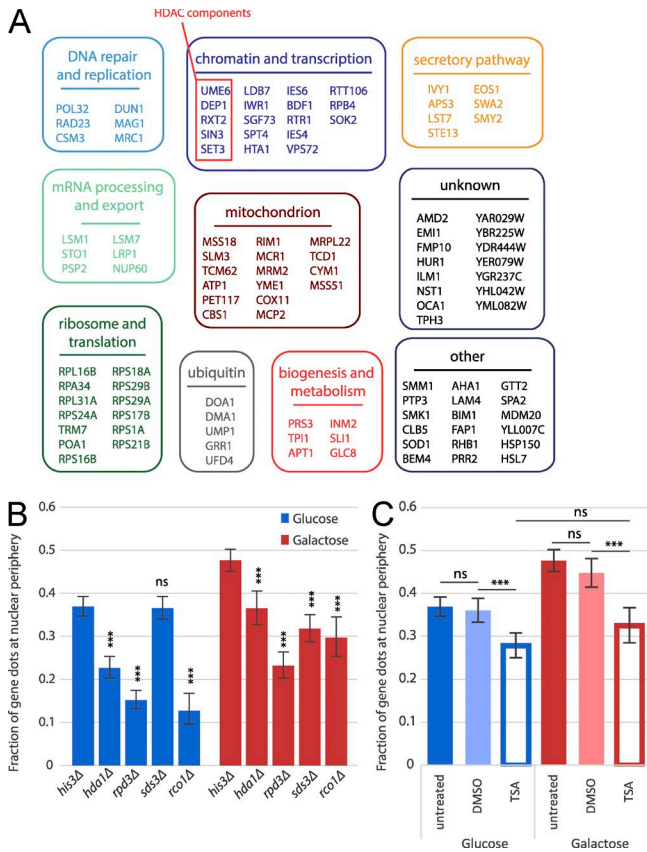 A
HDAC components
DNA repair
and replication
POL32 DUN1
RAD23 MAG1
CSM3 MRC1
chromatin and transcription
UME6 LDB7 IES6 RTT106
DEP1 IWR1 BDF1 RPB4
RXT2 SGF73 RTR1 SOK2
SIN3 SPT4 IES4
SET3 HTA1 VPS72
secretory pathway
IVY1 EOS1
APS3 SWA2
LST7 SMY2
STE13
mRNA processing
and export
LSM1 LSM7
STO1 LRP1
PSP2 NUP60
mitochondrion
MSS18 RIM1 MRPL22
SLM3 MCR1 TCD1
TCM62 MRM2 CYM1
ATP1 YME1 MSS51
PET117 COX11
CBS1 MCP2
unknown
AMD2 YAR029W
EMI1 YBR225W
FMP10 YDR444W
HUR1 YER079W
ILM1 YGR237C
NST1 YHL042W
OCA1 YML082W
TPH3
ribosome and
translation
RPL16B RPS18A
RPA34 RPS29B
RPL31A RPS29A
RPS24A RPS17B
TRM7 RPS1A
POA1 RPS21B
RPS16B
ubiquitin
DOA1
DMA1
UMP1
GRR1
UFD4
biogenesis and
metabolism
PRS3 INM2
TPI1 SLI1
APT1 GLC8
other
SMM1 AHA1 GTT2
PTP3 LAM4 SPA2
SMK1 BIM1 MDM20
CLB5 FAP1 YLL007C
SOD1 RHB1 HSP150
BEM4 PRR2 HSL7
B
Fraction of gene dots at nuclear periphery
0.6
0.5
0.4
0.3
0.2
0.1
0
Glucose
Galactose
*** *** ns ***
*** *** *** ***
his3Δ hda1Δ rpd3Δ sds3Δ rco1Δ his3Δ hda1Δ rpd3Δ sds3Δ rco1Δ
C
Fraction of gene dots at nuclear periphery
0.6
0.5
0.4
0.3
0.2
0.1
0
ns
ns ***
ns ***
untreated DMSO TSA untreated DMSO TSA
Glucose Galactose